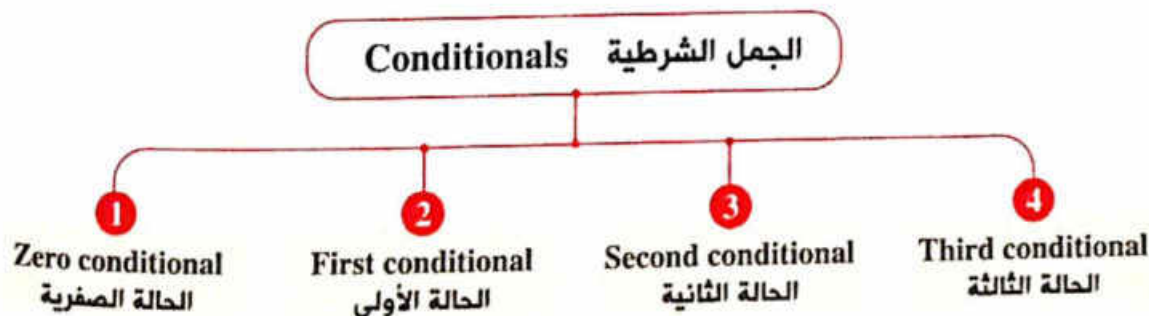 Conditionals الجمل الشرطية
1
Zero conditional
الحالة الصفرية
2
First conditional
الحالة الأولى
3
Second conditional
الحالة الثانية
4
Third conditional
الحالة الثالثة